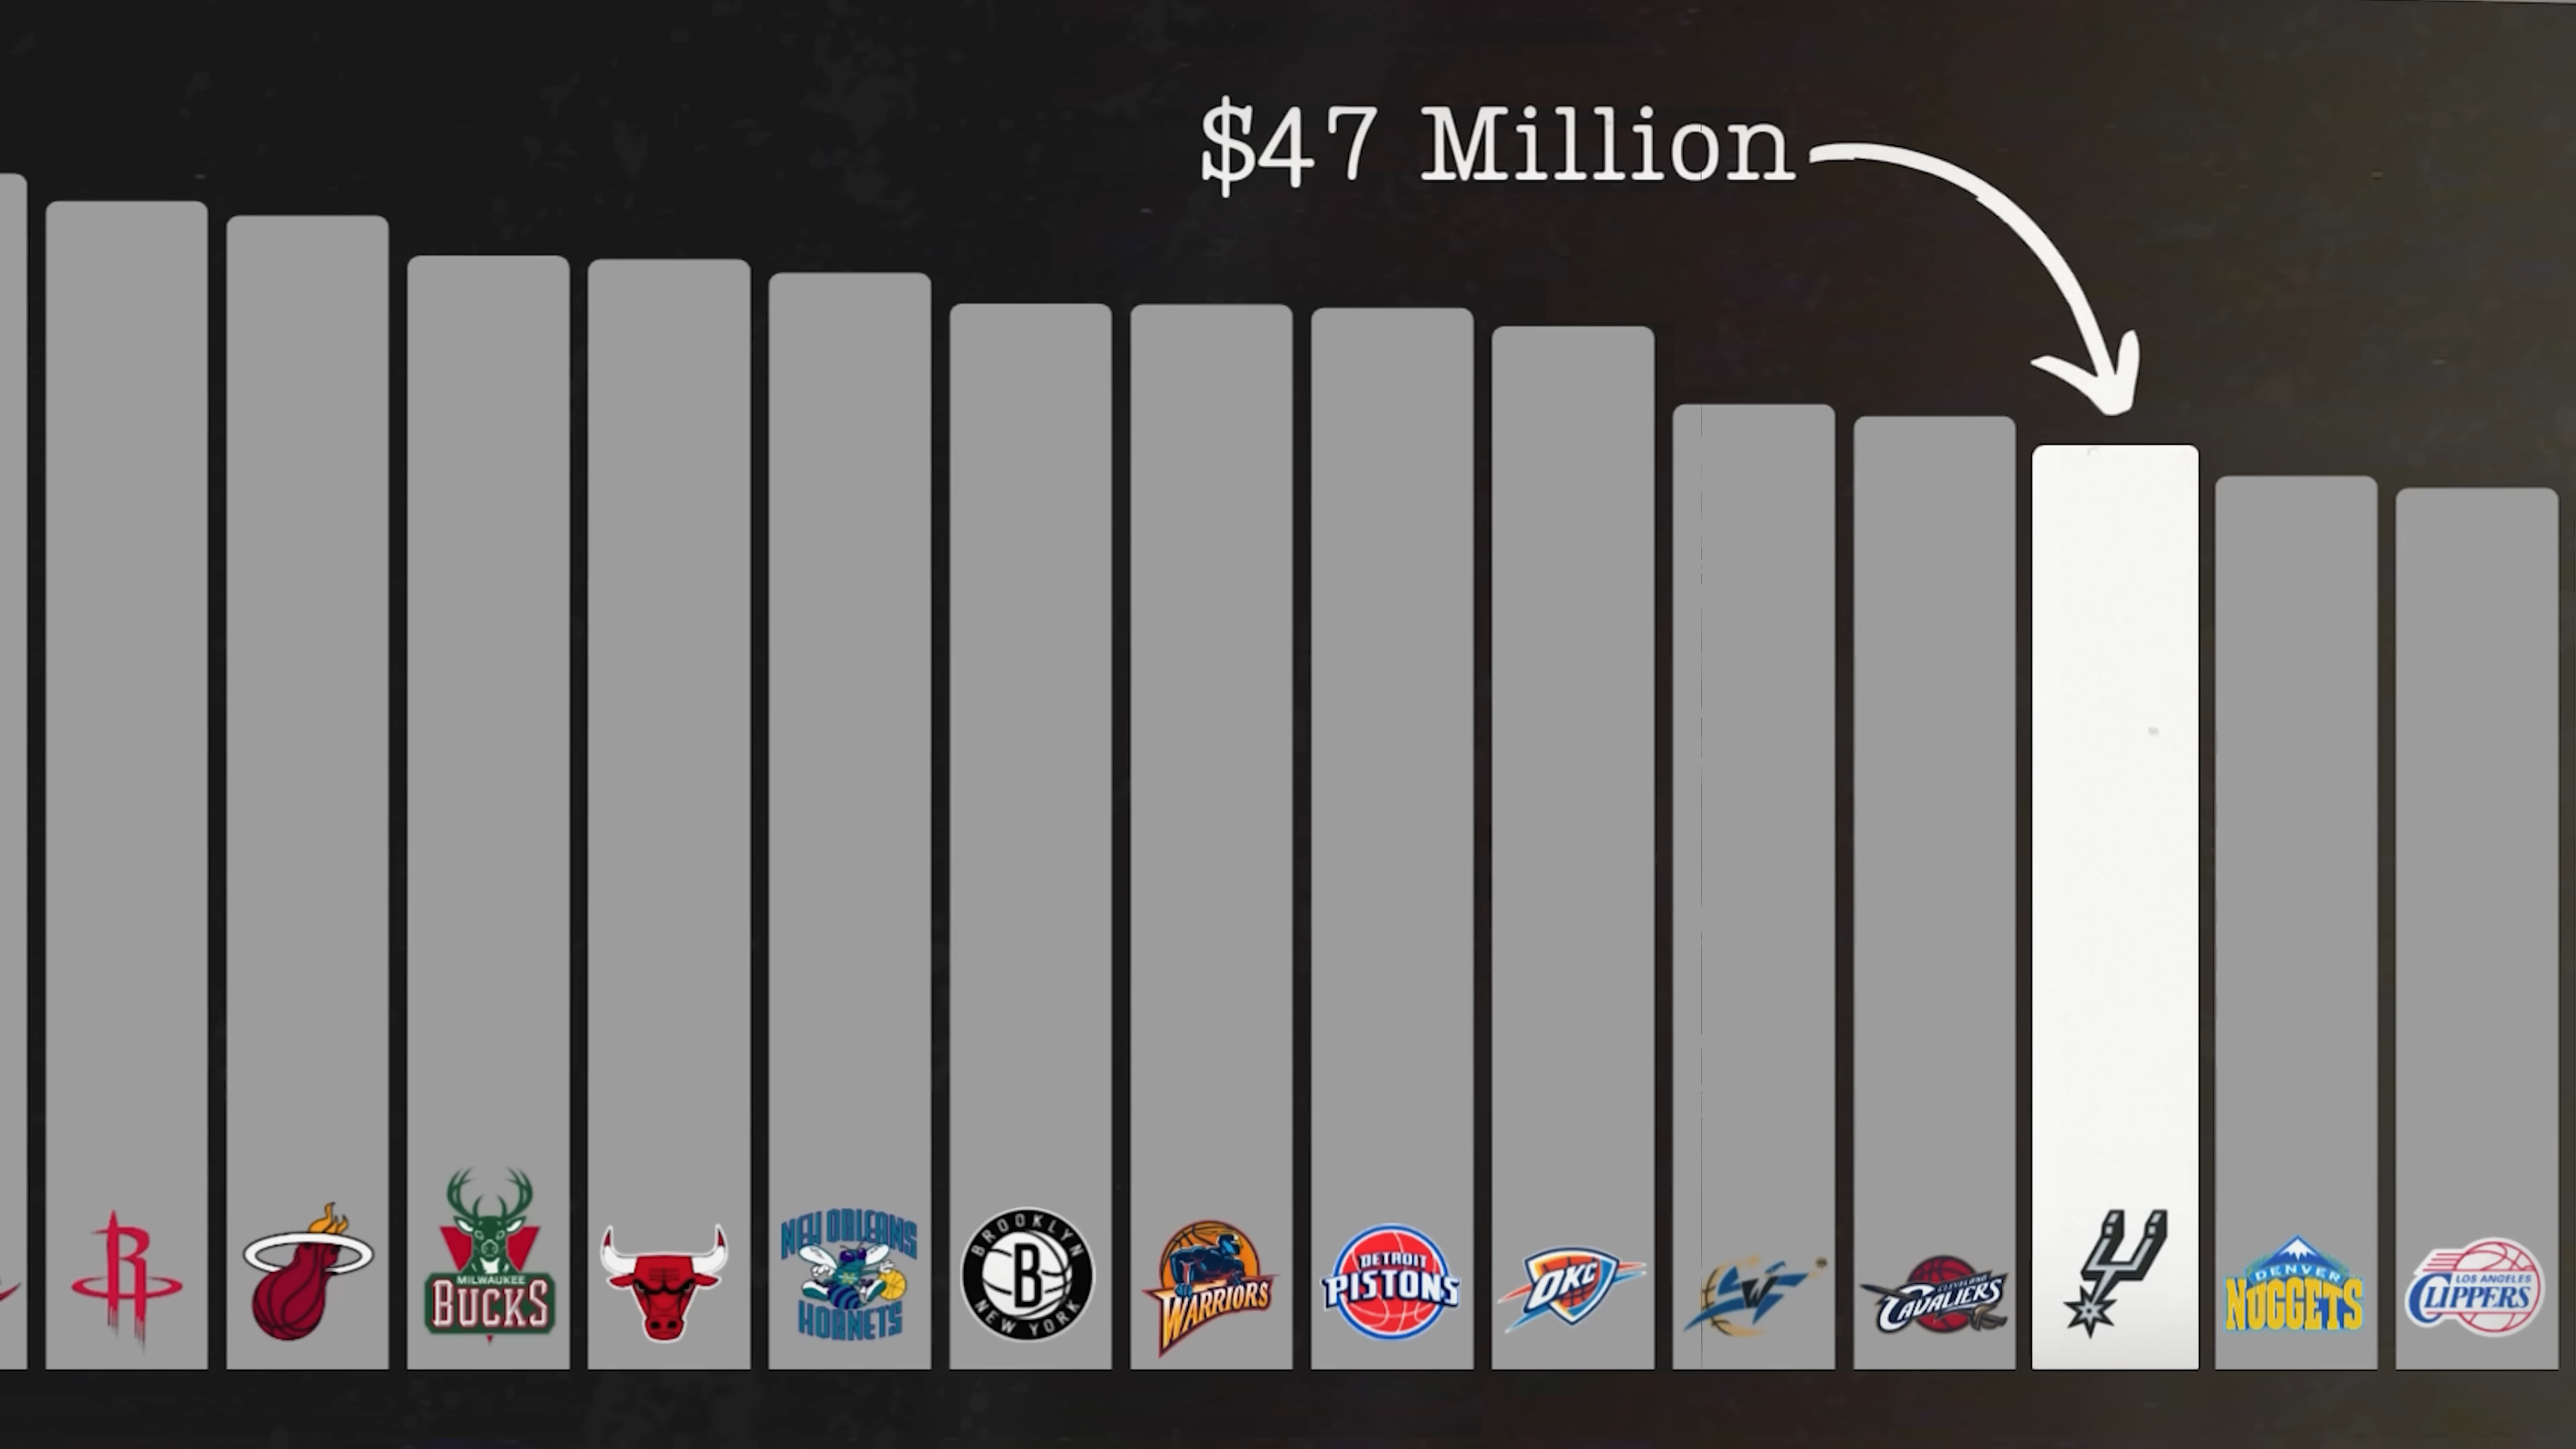 $47 Million
R
MILWAUKEE
BUCKS
NEW ORLEANS
HORNETS
BROOKLYN
B
NEW YORK
WARRIORS
DETROIT
PISTONS
OKC
W
CLEVELAND
CAVALIERS
DENVER
NUGGETS
LOS ANGELES
CLIPPERS